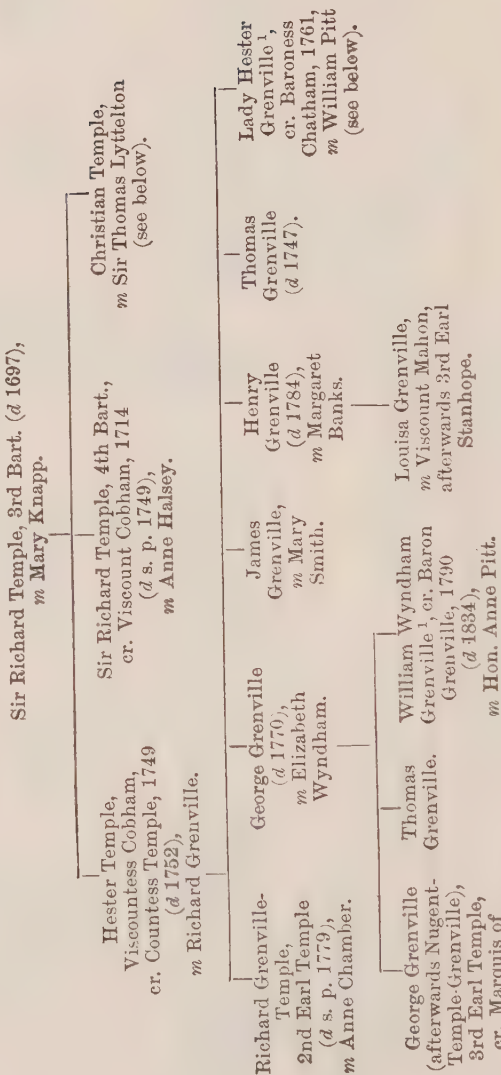 Sir Richard Temple, 3rd Bart. (d 1697),
m Mary Knapp.
Hester Temple,
Viscountess Cobham,
cr. Countess Temple, 1749
(d 1752),
m Richard Grenville.
Sir Richard Temple, 4th Bart.,
cr. Viscount Cobham, 1714
(d s. p. 1749),
m Anne Halsey.
Christian Temple,
m Sir Thomas Lyttelton
(see below).
Richard Grenville-
Temple,
2nd Earl Temple
(d s. p. 1779),
m Anne Chamber.
George Grenville
(d 1770),
m Elizabeth
Wyndham.
James
Grenville,
m Mary
Smith.
Henry
Grenville
(d 1784),
m Margaret
Banks.
Thomas
Grenville
(d 1747).
Lady Hester
Grenville 1,
cr. Baroness
Chatham, 1761,
m William Pitt
(see below).
George Grenville
(afterwards Nugent-
Temple-Grenville),
3rd Earl Temple,
cr. Marquis of
Thomas
Grenville.
William Wyndham
Grenville 1, cr. Baron
Grenville, 1790
(d 1834),
m Hon. Anne Pitt.
Louisa Grenville,
m Viscount Mahon,
afterwards 3rd Earl
Stanhope.